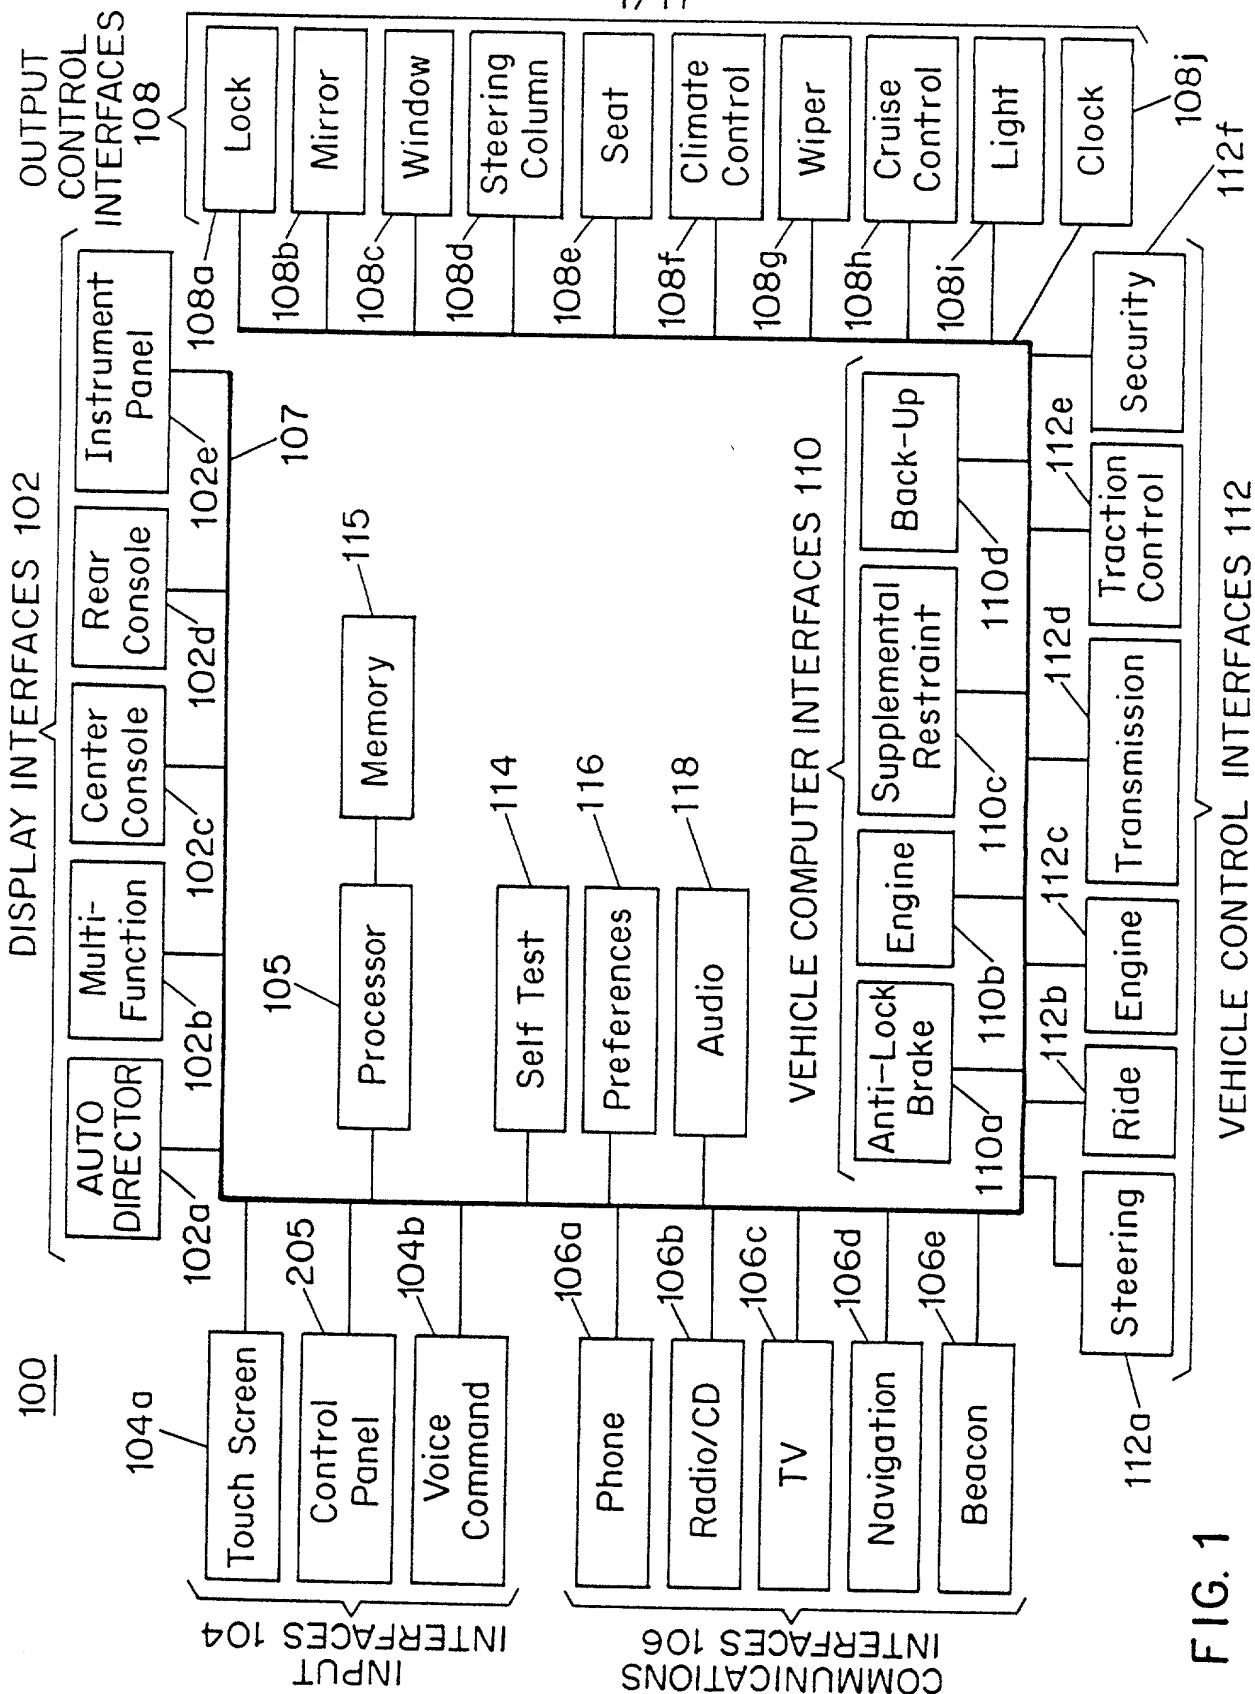 1/11
100
DISPLAY INTERFACES 102
AUTO
DIRECTOR
102a
Multi-
Function
102b
Center
Console
102c
Rear
Console
102d
Instrument
Panel
102e
107
OUTPUT
CONTROL
INTERFACES
108
Lock
108a
Mirror
108b
Window
108c
Steering
Column
108d
Seat
108e
Climate
Control
108f
Wiper
108g
Cruise
Control
108h
Light
108i
Clock
108j
INPUT
INTERFACES 104
104a
Touch Screen
Control
Panel
205
Voice
Command
104b
COMMUNICATIONS
INTERFACES 106
Phone
106a
Radio/CD
106b
TV
106c
Navigation
106d
Beacon
106e
105
Processor
Memory
115
Self Test
114
Preferences
116
Audio
118
VEHICLE COMPUTER INTERFACES 110
Anti-Lock
Brake
110a
Engine
110b
Supplemental
Restraint
110c
Back-Up
110d
Steering
112a
Ride
112b
Engine
112c
Transmission
112d
Traction
Control
112e
Security
112f
VEHICLE CONTROL INTERFACES 112
FIG. 1